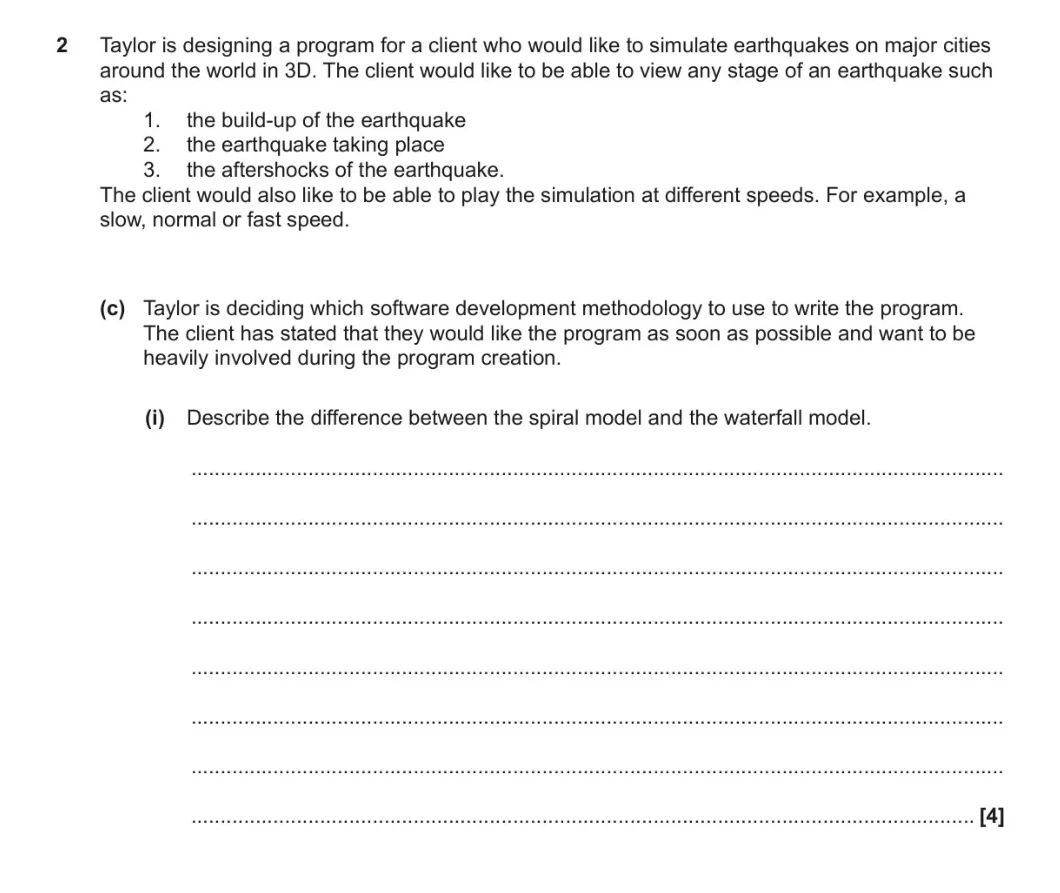 2 Taylor is designing a program for a client who would like to simulate earthquakes on major cities
around the world in 3D. The client would like to be able to view any stage of an earthquake such
as:
1. the build-up of the earthquake
2. the earthquake taking place
3. the aftershocks of the earthquake.
The client would also like to be able to play the simulation at different speeds. For example, a
slow, normal or fast speed.
(c) Taylor is deciding which software development methodology to use to write the program.
The client has stated that they would like the program as soon as possible and want to be
heavily involved during the program creation.
(i) Describe the difference between the spiral model and the waterfall model.
[4]